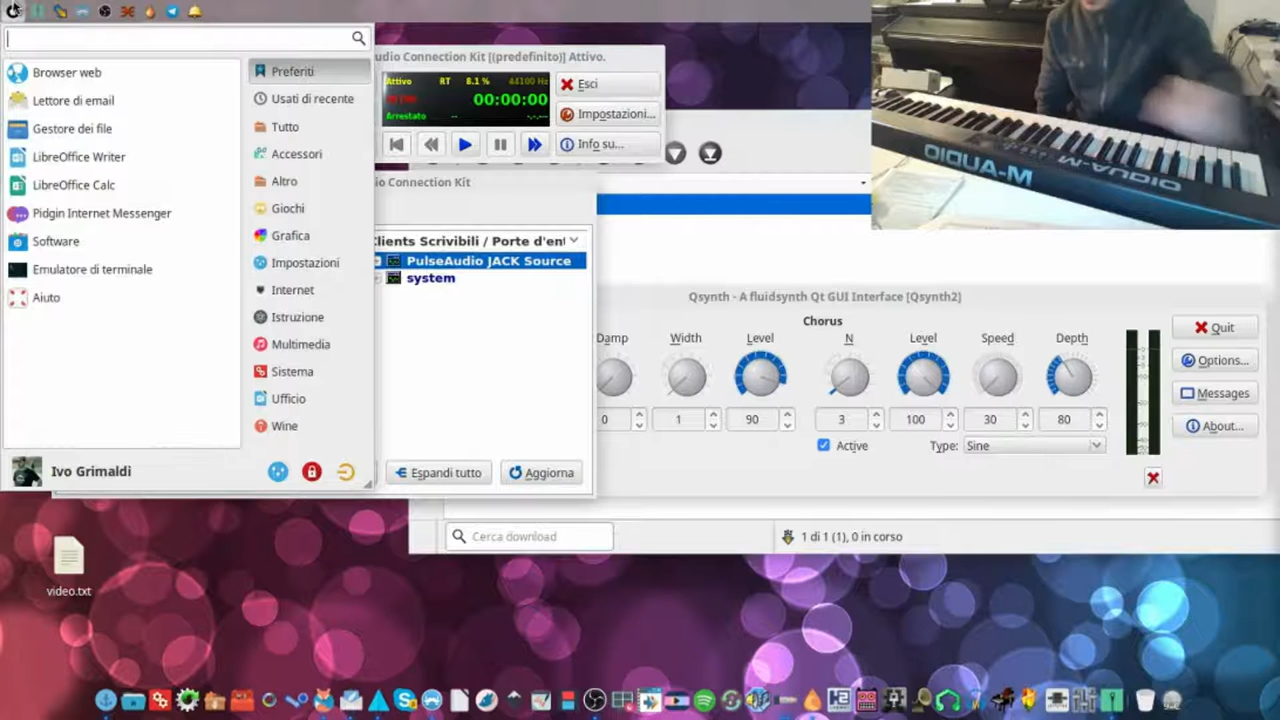 Browser web
Lettore di email
Gestore dei file
LibreOffice Writer
LibreOffice Calc
Pidgin Internet Messenger
Software
Emulatore di terminale
Aiuto
Preferiti
Usati di recente
Tutto
Accessori
Altro
Giochi
Grafica
Impostazioni
Internet
Istruzione
Multimedia
Sistema
Ufficio
Wine
Ivo Grimaldi
udio Connection Kit [(predefinito)] Attivo.
Attivo RT 8.1 % 44100 Hz
00:00:00
Arrestato -- -.-.--
Esci
Impostazioni...
Info su...
dio Connection Kit
Clients Scrivibili / Porte d'ent
PulseAudio JACK Source
system
Espandi tutto
Aggiorna
Qsynth - A fluidsynth Qt GUI Interface [Qsynth2]
Chorus
Damp Width Level N Level Speed Depth
0 1 90 3 100 30 80
Active Type: Sine
Quit
Options...
Messages
About...
Cerca download
1 di 1 (1), 0 in corso
video.txt
M-AUDIO
M-AUDIO